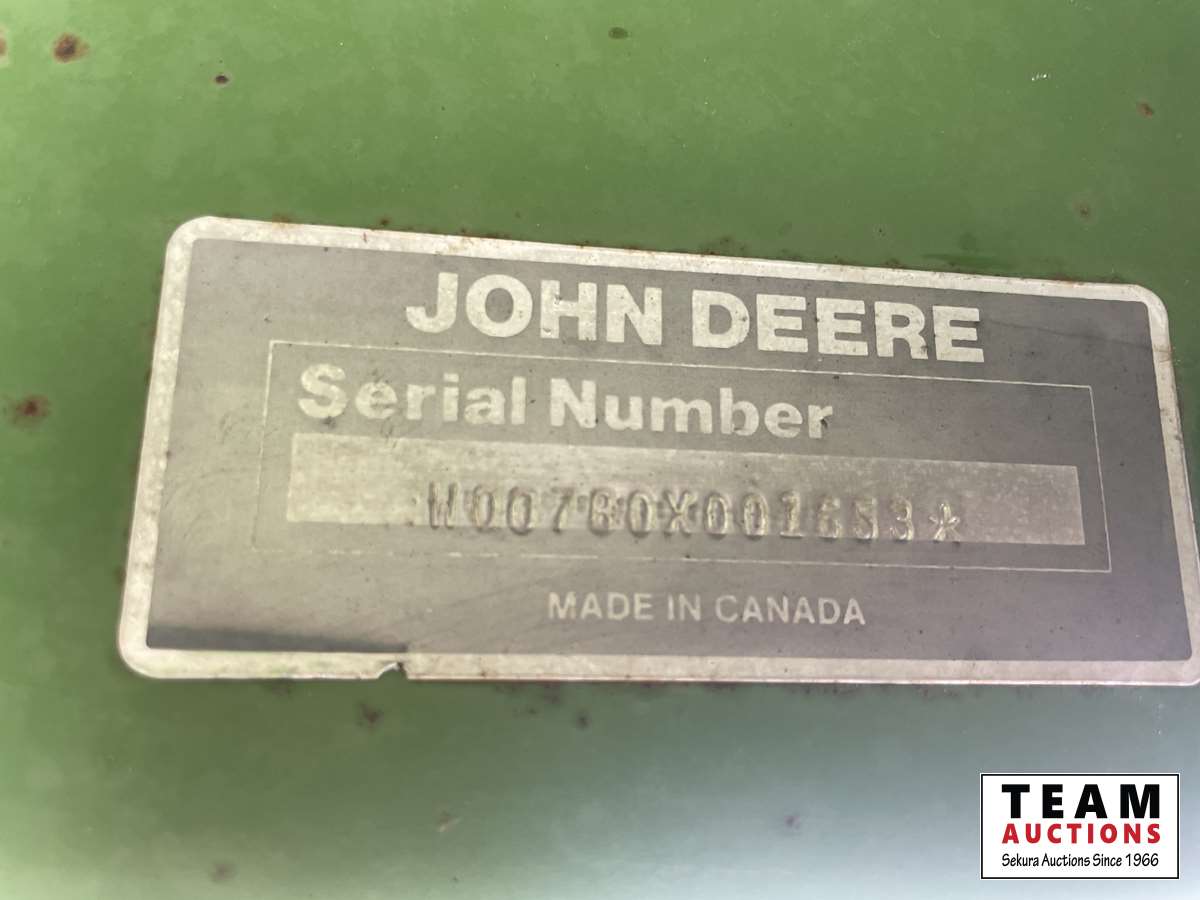 JOHN DEERE
Serial Number
MADE IN CANADA
TEAM
AUCTIONS
Sekura Auctions Since 1966